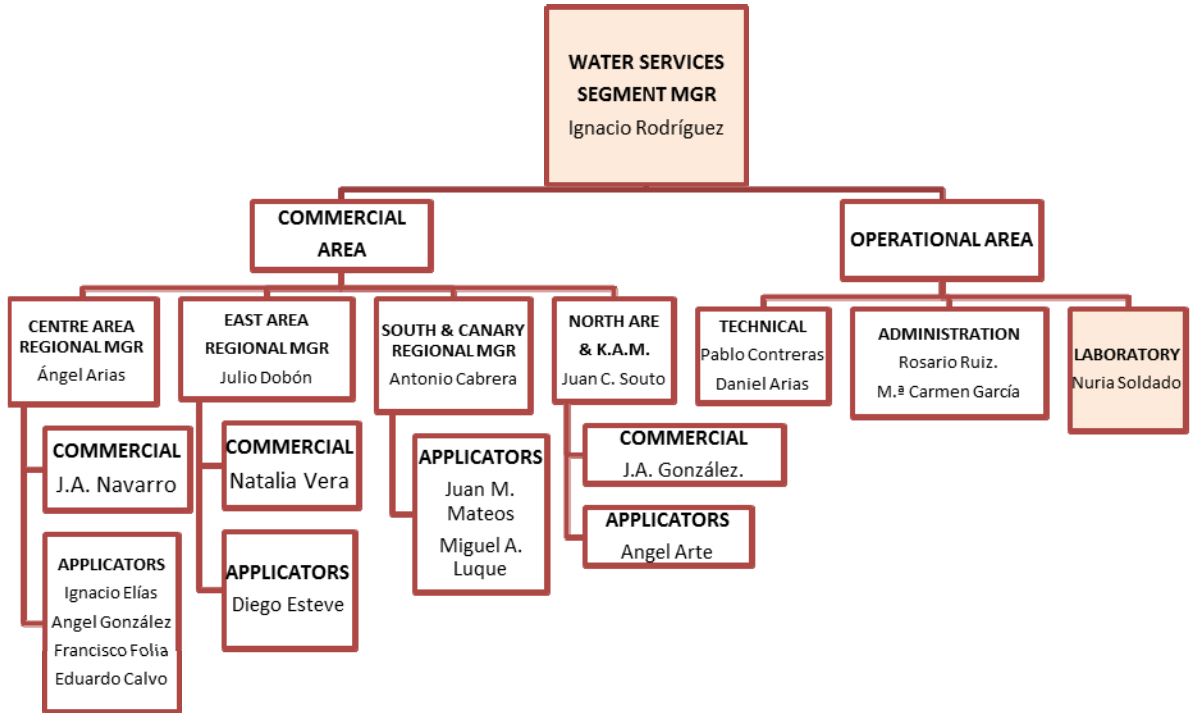 WATER SERVICES
SEGMENT MGR
Ignacio Rodríguez
COMMERCIAL
AREA
OPERATIONAL AREA
CENTRE AREA
REGIONAL MGR
Ángel Arias
EAST AREA
REGIONAL MGR
Julio Dobón
SOUTH & CANARY
REGIONAL MGR
Antonio Cabrera
NORTH ARE
& K.A.M.
Juan C. Souto
TECHNICAL
Pablo Contreras
Daniel Arias
ADMINISTRATION
Rosario Ruiz.
M.ª Carmen García
LABORATORY
Nuria Soldado
COMMERCIAL
J.A. Navarro
COMMERCIAL
Natalia Vera
APPLICATORS
Juan M.
Mateos
Miguel A.
Luque
COMMERCIAL
J.A. González.
APPLICATORS
Angel Arte
APPLICATORS
Ignacio Elías
Angel González
Francisco Folia
Eduardo Calvo
APPLICATORS
Diego Esteve